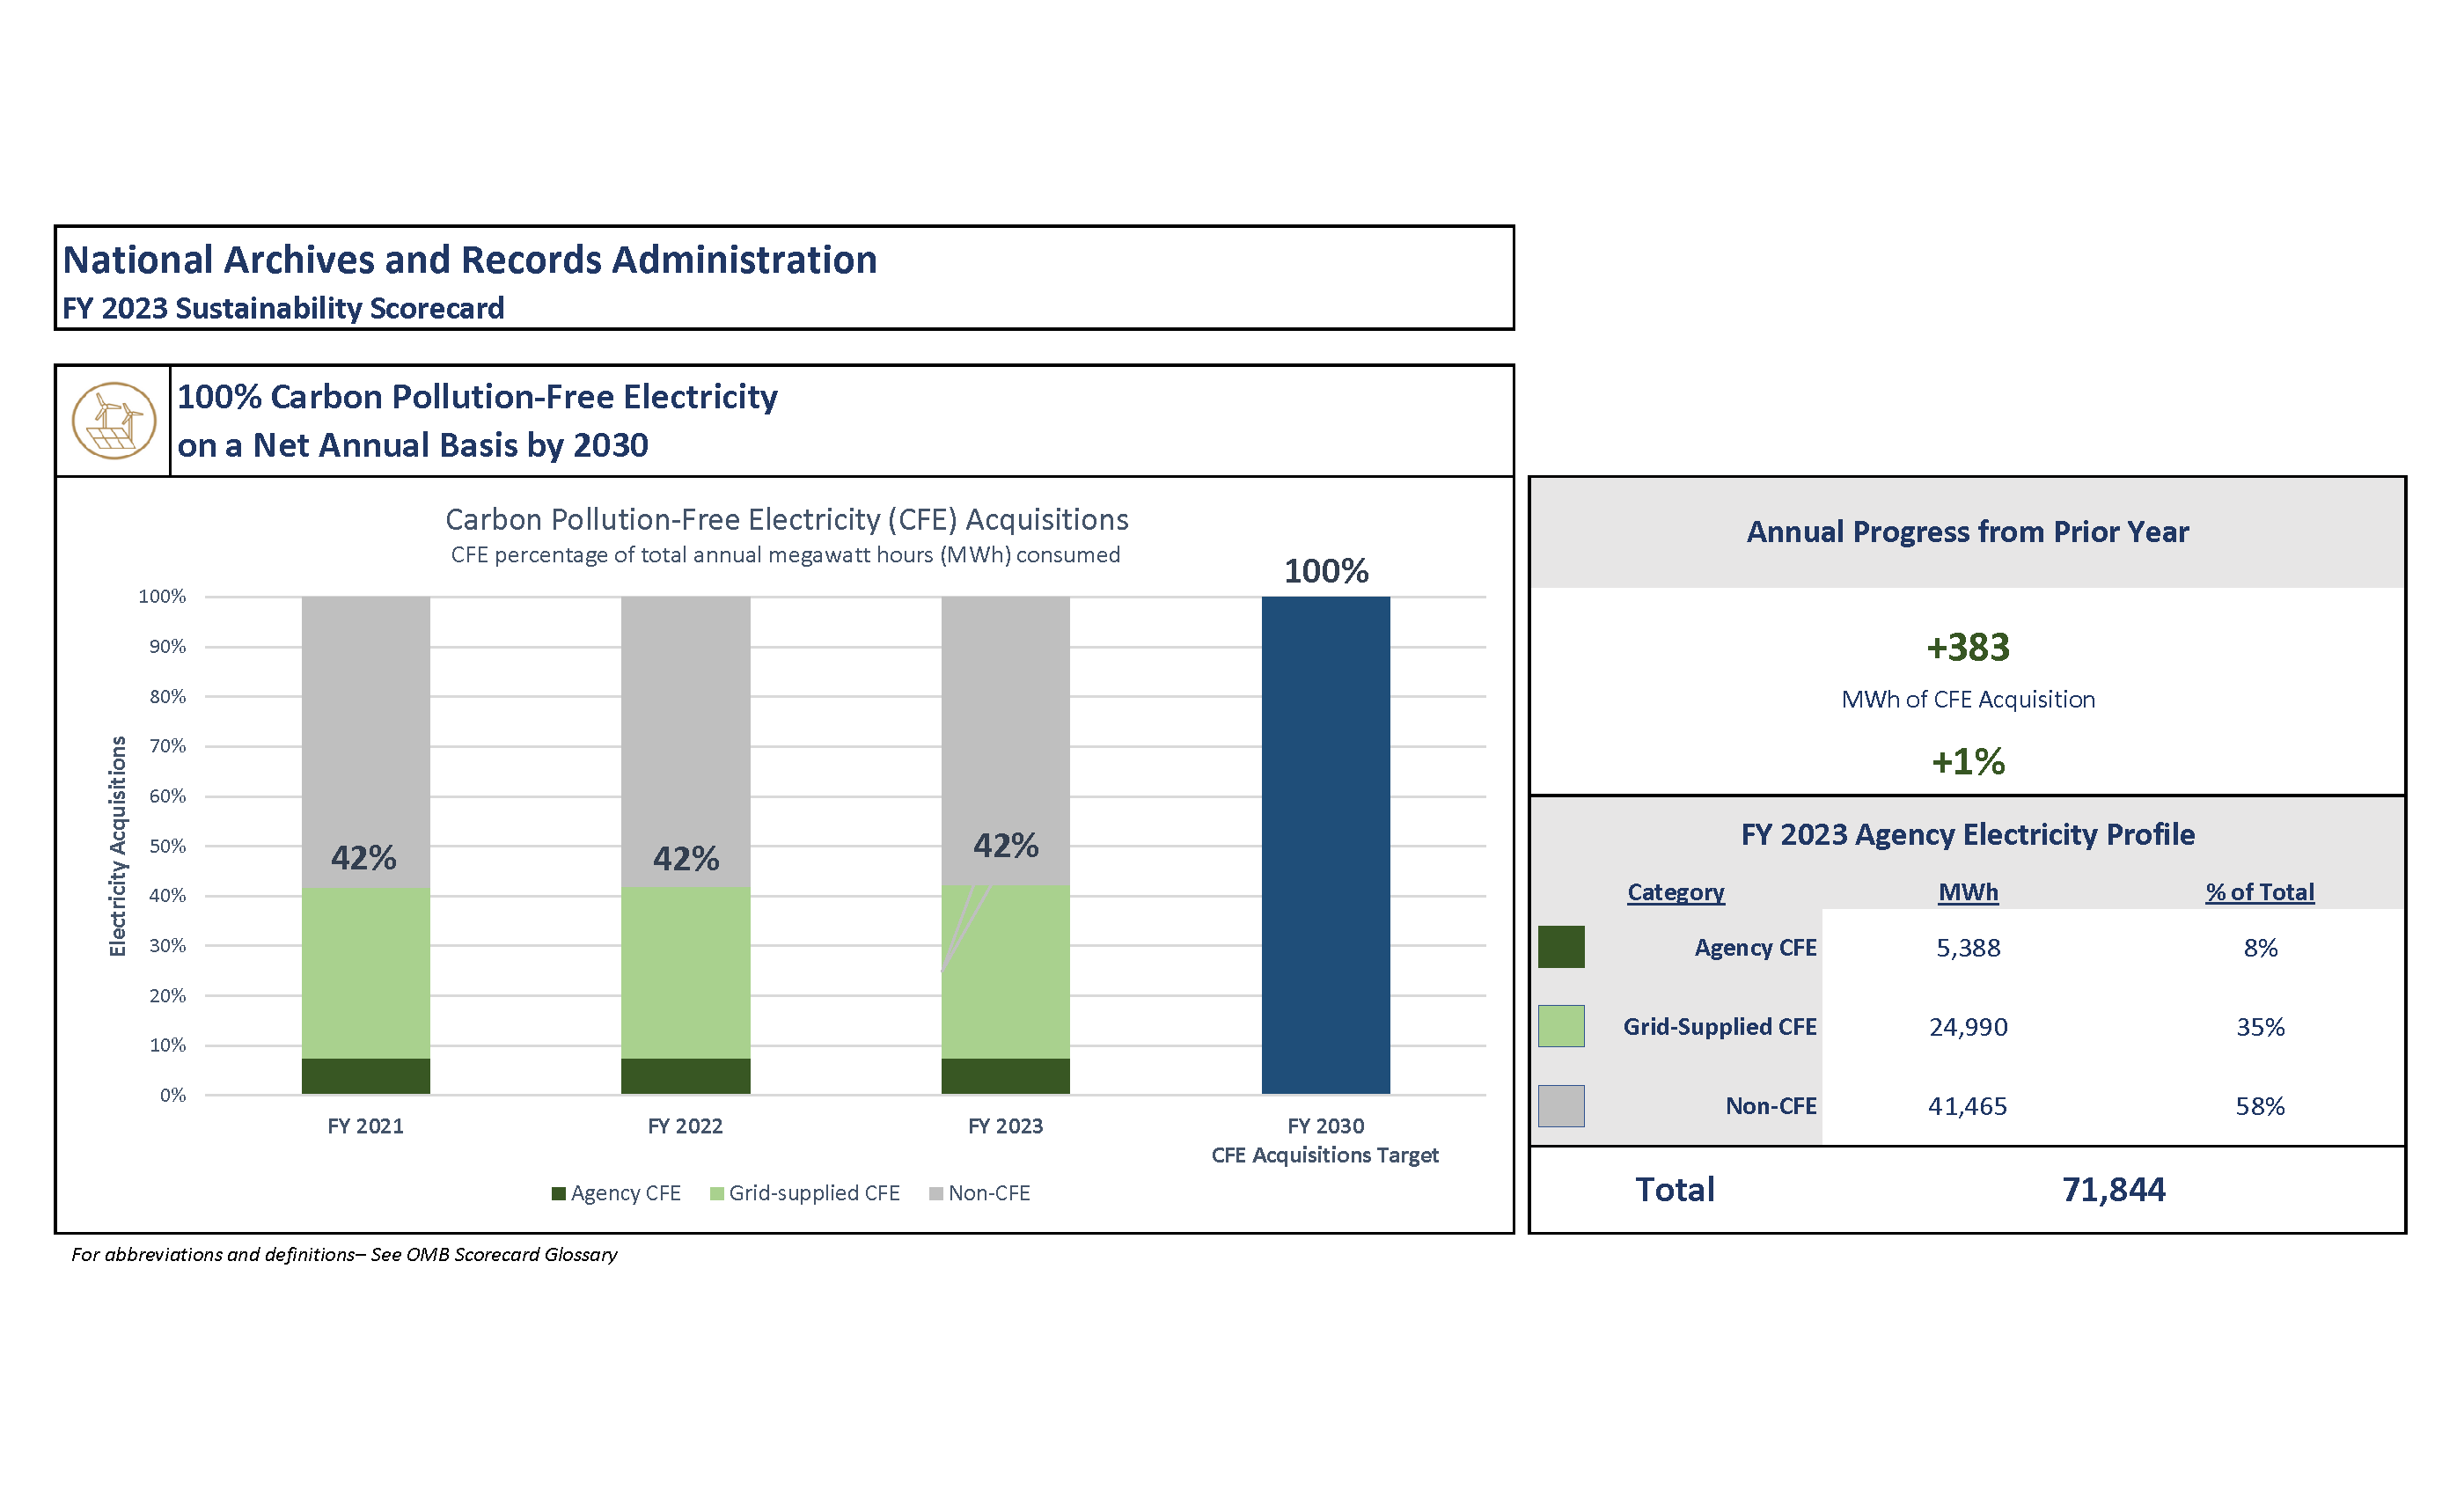 National Archives and Records Administration
FY 2023 Sustainability Scorecard
100% Carbon Pollution-Free Electricity
on a Net Annual Basis by 2030
Carbon Pollution-Free Electricity (CFE) Acquisitions
CFE percentage of total annual megawatt hours (MWh) consumed
Electricity Acquisitions
100%
90%
80%
70%
60%
50%
40%
30%
20%
10%
0%
42%
42%
42%
100%
FY 2021
FY 2022
FY 2023
FY 2030
CFE Acquisitions Target
Agency CFE
Grid-supplied CFE
Non-CFE
Annual Progress from Prior Year
+383
MWh of CFE Acquisition
+1%
FY 2023 Agency Electricity Profile
Category MWh % of Total
Agency CFE 5,388 8%
Grid-Supplied CFE 24,990 35%
Non-CFE 41,465 58%
Total 71,844
For abbreviations and definitions– See OMB Scorecard Glossary